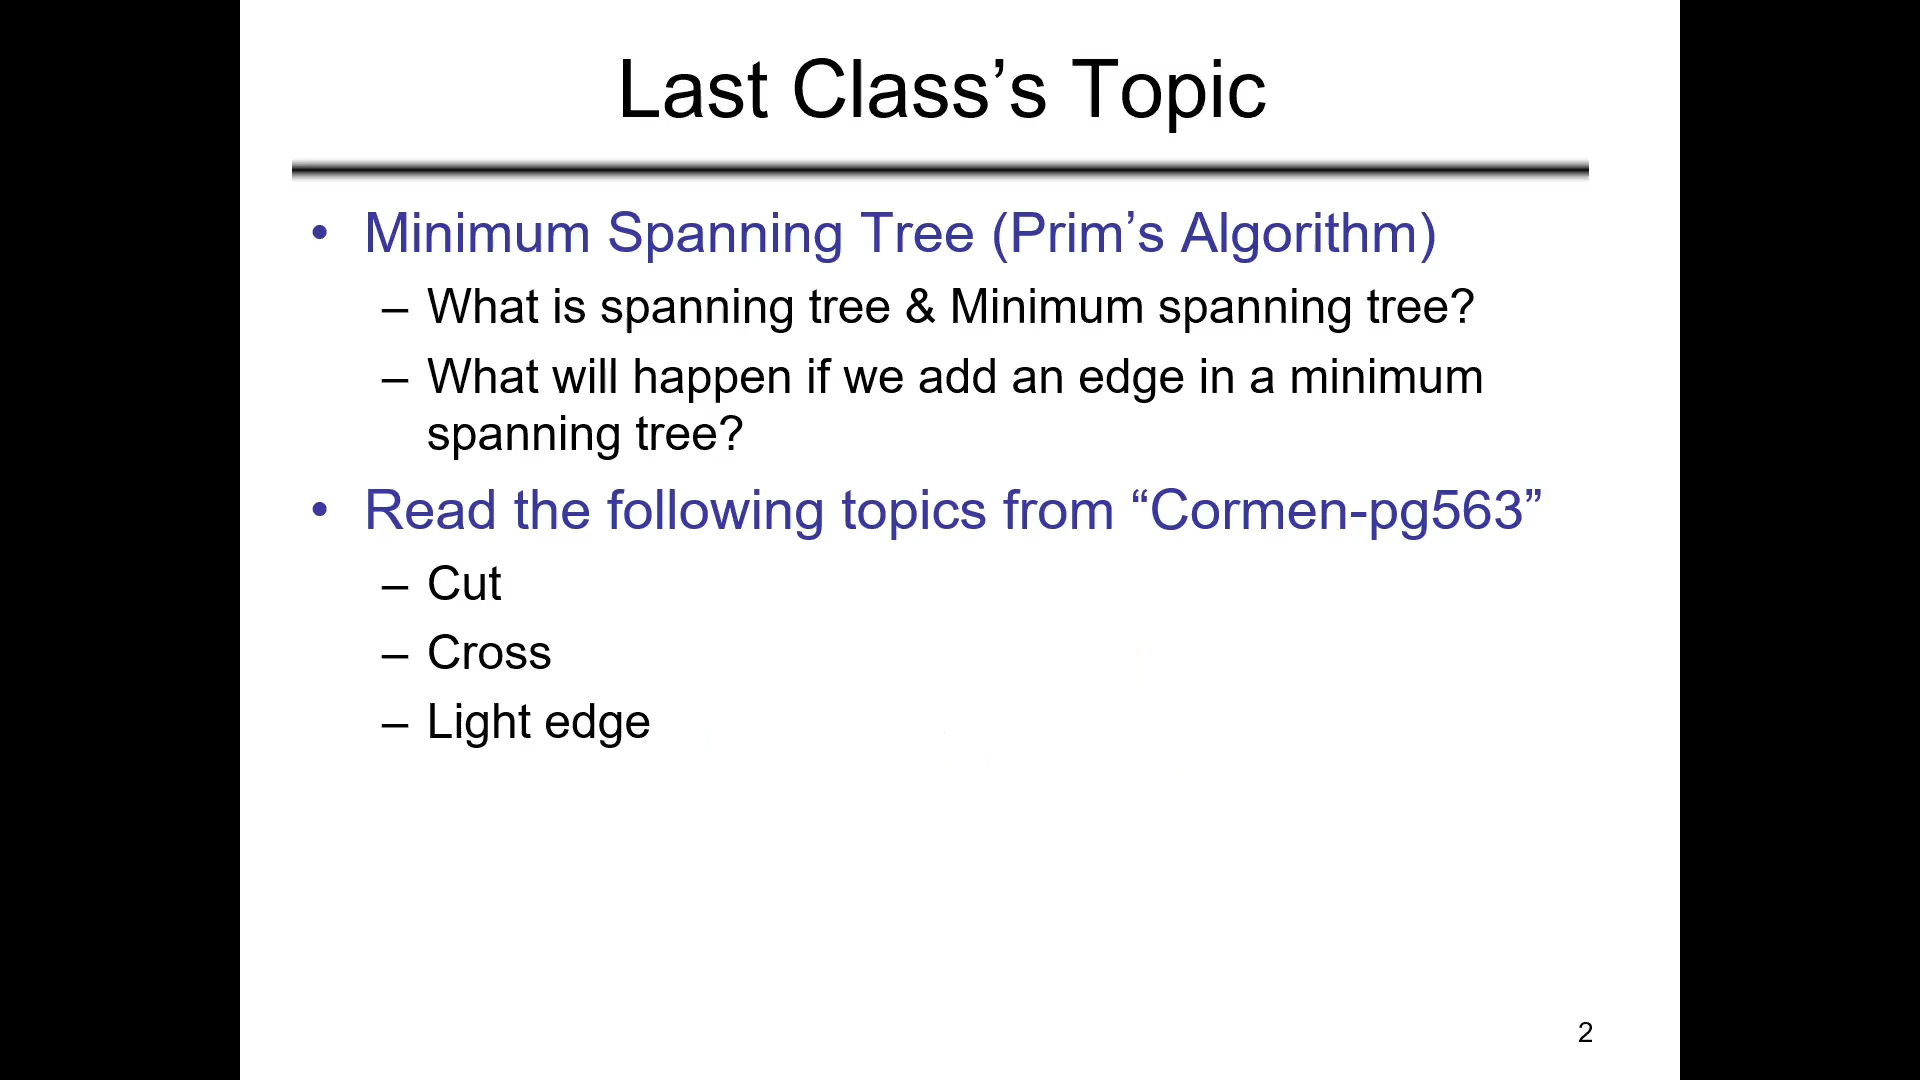 Last Class’s Topic
• Minimum Spanning Tree (Prim’s Algorithm)
– What is spanning tree & Minimum spanning tree?
– What will happen if we add an edge in a minimum
spanning tree?
• Read the following topics from “Cormen-pg563”
– Cut
– Cross
– Light edge
2